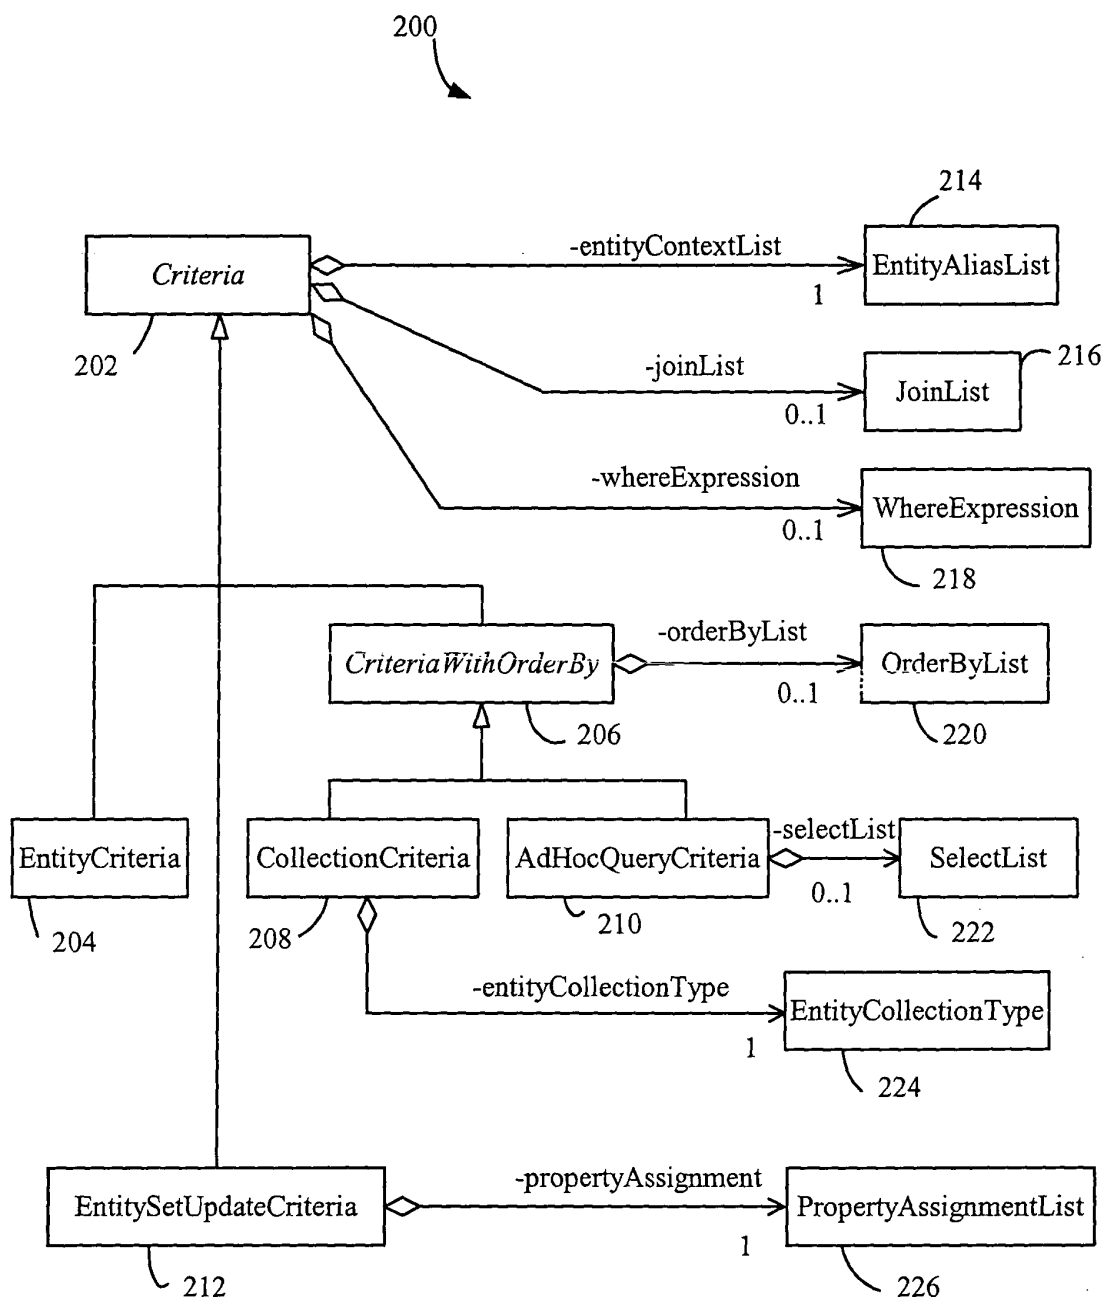 200
214
-entityContextList
EntityAliasList
Criteria
1
202
216
-joinList
JoinList
0..1
-whereExpression
WhereExpression
0..1
218
-orderByList
CriteriaWithOrderBy
OrderByList
0..1
206
220
-selectList
EntityCriteria
CollectionCriteria
AdHocQueryCriteria
SelectList
0..1
204
208
210
222
-entityCollectionType
EntityCollectionType
1
224
-propertyAssignment
EntitySetUpdateCriteria
PropertyAssignmentList
1
212
226